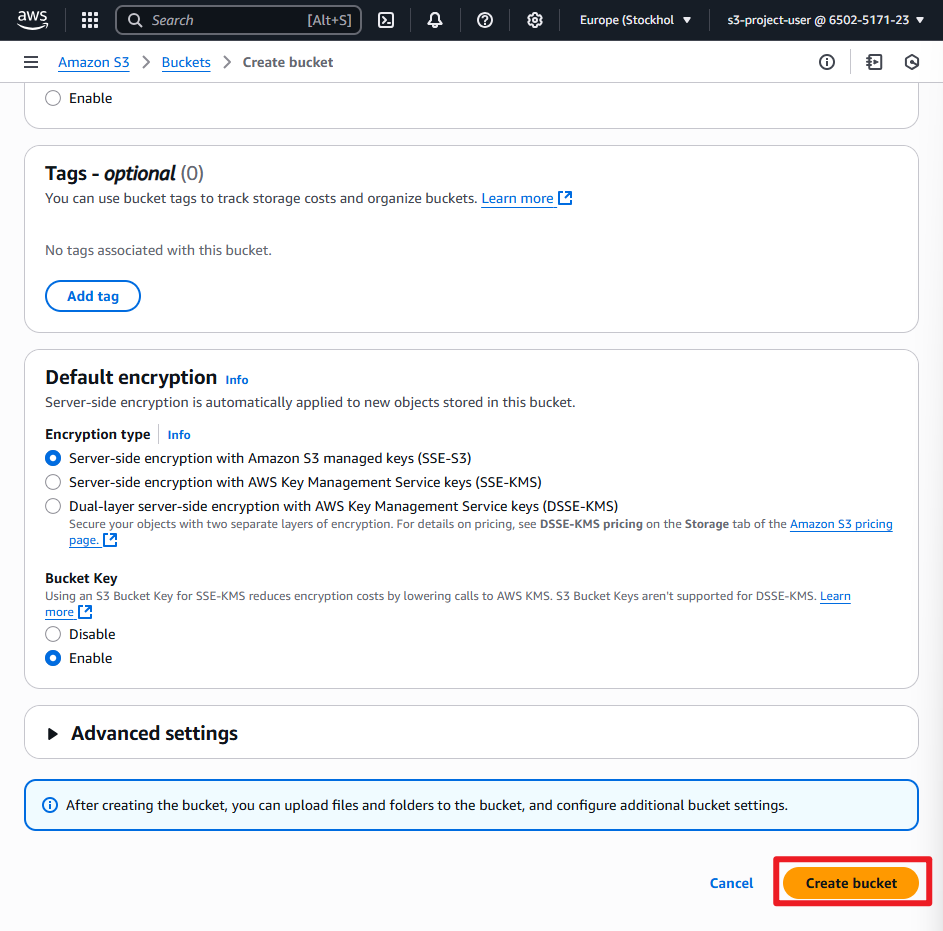 aws
Search [Alt+S]
Europe (Stockhol
s3-project-user @ 6502-5171-23
Amazon S3 > Buckets > Create bucket
Enable
Tags - optional (0)
You can use bucket tags to track storage costs and organize buckets. Learn more
No tags associated with this bucket.
Add tag
Default encryption Info
Server-side encryption is automatically applied to new objects stored in this bucket.
Encryption type Info
Server-side encryption with Amazon S3 managed keys (SSE-S3)
Server-side encryption with AWS Key Management Service keys (SSE-KMS)
Dual-layer server-side encryption with AWS Key Management Service keys (DSSE-KMS)
Secure your objects with two separate layers of encryption. For details on pricing, see DSSE-KMS pricing on the Storage tab of the Amazon S3 pricing
page.
Bucket Key
Using an S3 Bucket Key for SSE-KMS reduces encryption costs by lowering calls to AWS KMS. S3 Bucket Keys aren't supported for DSSE-KMS. Learn
more
Disable
Enable
Advanced settings
After creating the bucket, you can upload files and folders to the bucket, and configure additional bucket settings.
Cancel
Create bucket